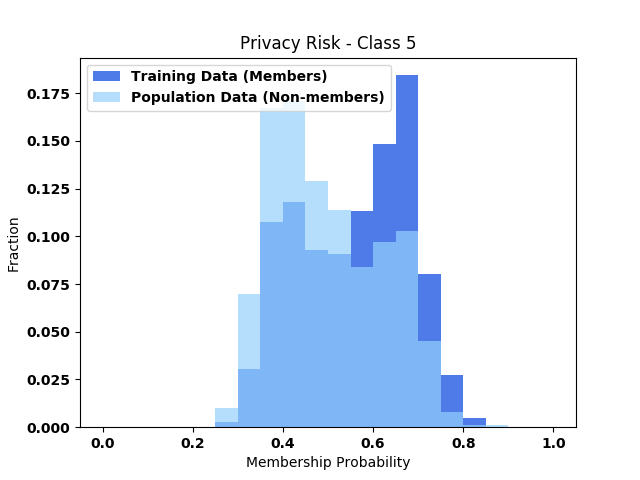 Privacy Risk - Class 5
Training Data (Members)
Population Data (Non-members)
0.175
0.150
0.125
0.100
0.075
0.050
0.025
0.000
Fraction
0.0 0.2 0.4 0.6 0.8 1.0
Membership Probability